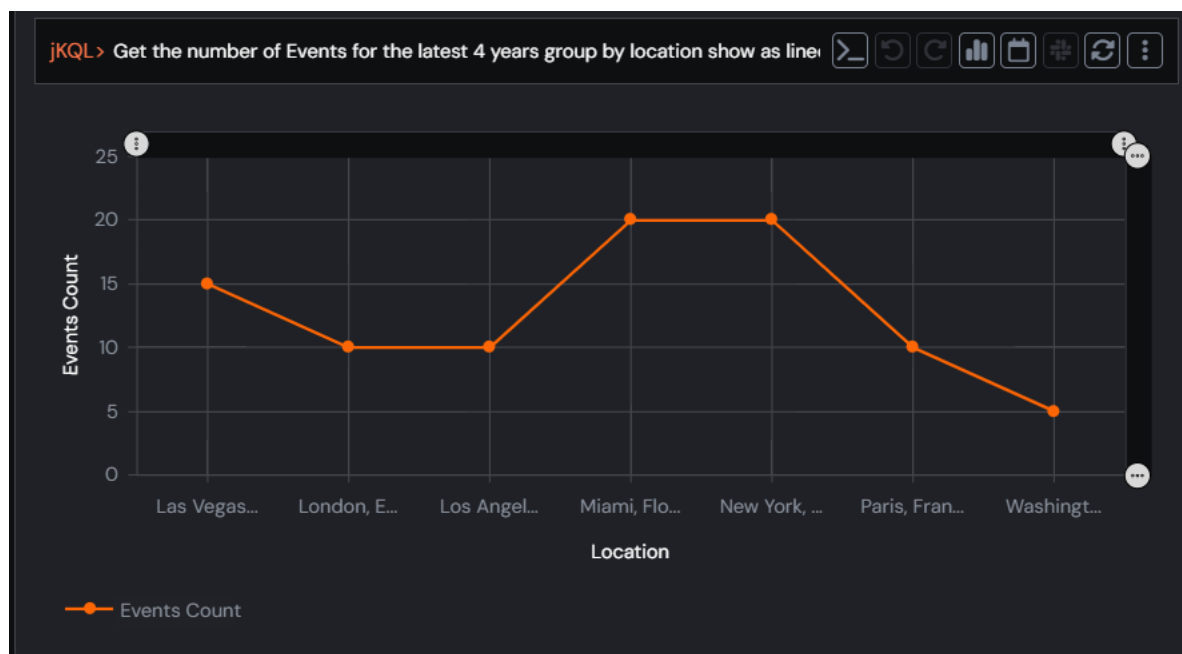 jKQL> Get the number of Events for the latest 4 years group by location show as line
25
20
15
10
5
0
Events Count
Las Vegas... London, E... Los Angel... Miami, Flo... New York, ... Paris, Fran... Washingt...
Location
Events Count